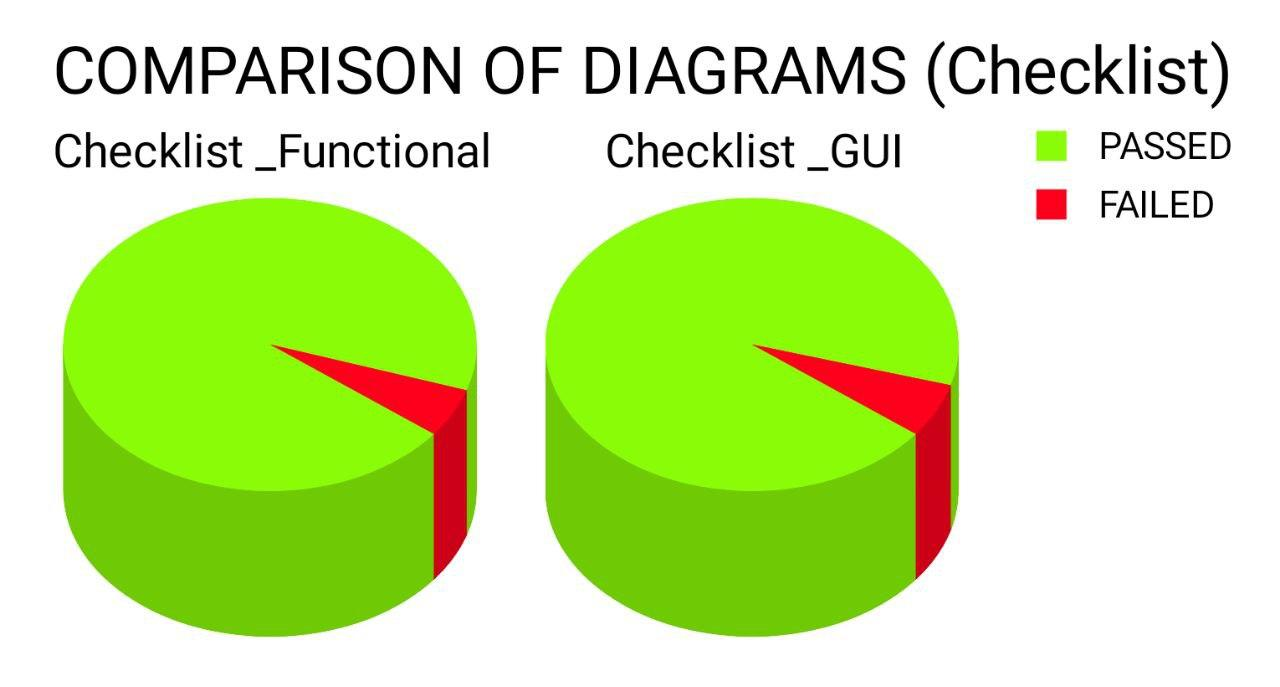 COMPARISON OF DIAGRAMS (Checklist)
Checklist _Functional
Checklist _GUI
PASSED
FAILED